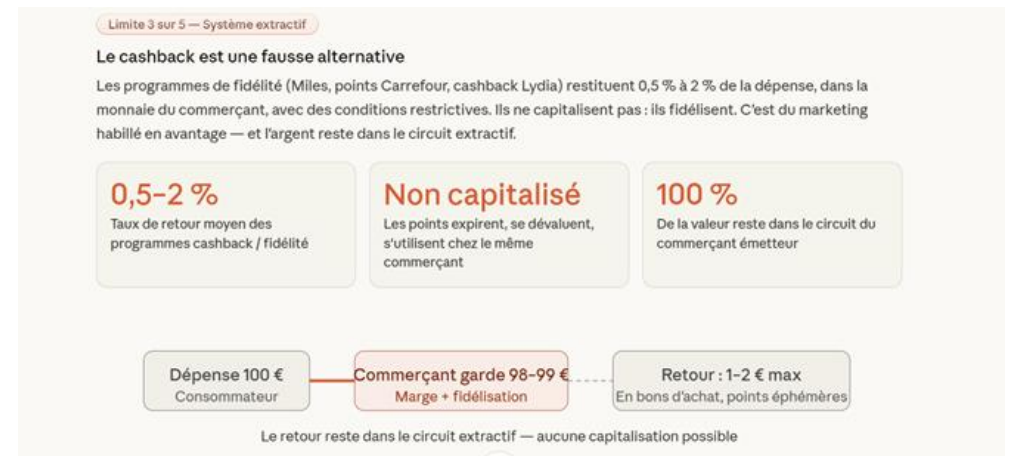 Limite 3 sur 5 — Système extractif
Le cashback est une fausse alternative
Les programmes de fidélité (Miles, points Carrefour, cashback Lydia) restituent 0,5 % à 2 % de la dépense, dans la
monnaie du commerçant, avec des conditions restrictives. Ils ne capitalisent pas : ils fidélisent. C'est du marketing
habillé en avantage — et l'argent reste dans le circuit extractif.
0,5–2 %
Taux de retour moyen des
programmes cashback / fidélité
Non capitalisé
Les points expirent, se dévaluent,
s'utilisent chez le même
commerçant
100 %
De la valeur reste dans le circuit du
commerçant émetteur
Dépense 100 €
Consommateur
Commerçant garde 98–99 €
Marge + fidélisation
Retour : 1–2 € max
En bons d'achat, points éphémères
Le retour reste dans le circuit extractif — aucune capitalisation possible